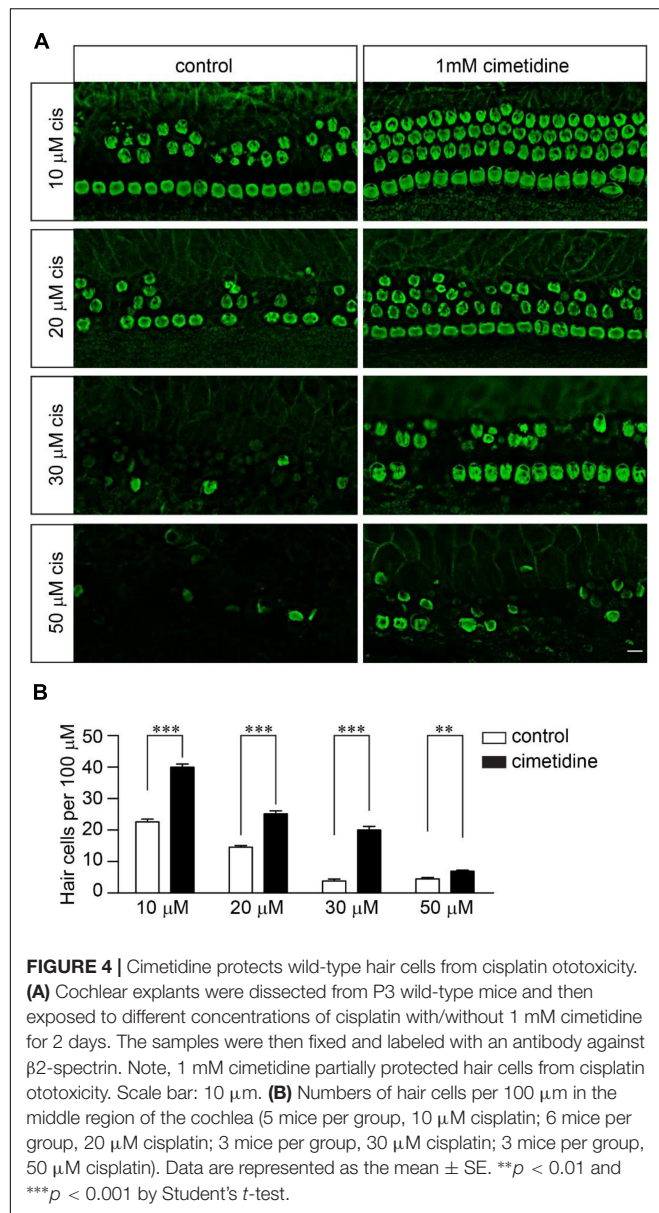 A
control
1mM cimetidine
10 μM cis
20 μM cis
30 μM cis
50 μM cis
B
Hair cells per 100 μM
50
40
30
20
10
0
***
***
***
**
control
cimetidine
10 μM
20 μM
30 μM
50 μM
FIGURE 4 | Cimetidine protects wild-type hair cells from cisplatin ototoxicity.
(A) Cochlear explants were dissected from P3 wild-type mice and then
exposed to different concentrations of cisplatin with/without 1 mM cimetidine
for 2 days. The samples were then fixed and labeled with an antibody against
β2-spectrin. Note, 1 mM cimetidine partially protected hair cells from cisplatin
ototoxicity. Scale bar: 10 μm. (B) Numbers of hair cells per 100 μm in the
middle region of the cochlea (5 mice per group, 10 μM cisplatin; 6 mice per
group, 20 μM cisplatin; 3 mice per group, 30 μM cisplatin; 3 mice per group,
50 μM cisplatin). Data are represented as the mean ± SE. **p < 0.01 and
***p < 0.001 by Student's t-test.